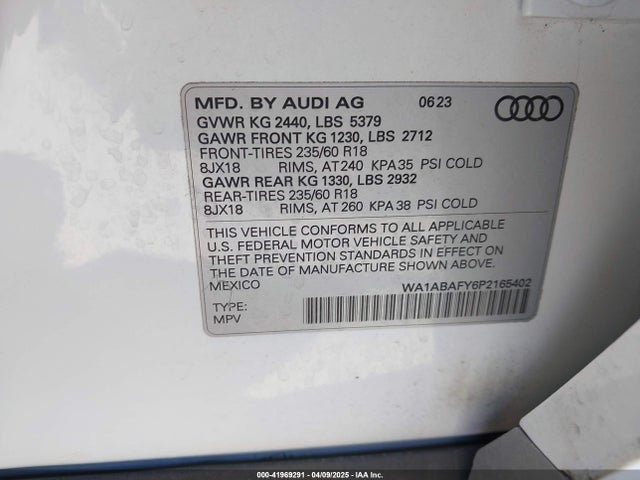 MFD. BY AUDI AG 0623
GVWR KG 2440, LBS 5379
GAWR FRONT KG 1230, LBS 2712
FRONT-TIRES 235/60 R18
8JX18 RIMS, AT 240 KPA 35 PSI COLD
GAWR REAR KG 1330, LBS 2932
REAR-TIRES 235/60 R18
8JX18 RIMS, AT 260 KPA 38 PSI COLD
THIS VEHICLE CONFORMS TO ALL APPLICABLE
U.S. FEDERAL MOTOR VEHICLE SAFETY AND
THEFT PREVENTION STANDARDS IN EFFECT ON
THE DATE OF MANUFACTURE SHOWN ABOVE.
MEXICO WA1ABAFY6P2165402
TYPE:
MPV
000-41969291 - 04/09/2025 - IAA Inc.